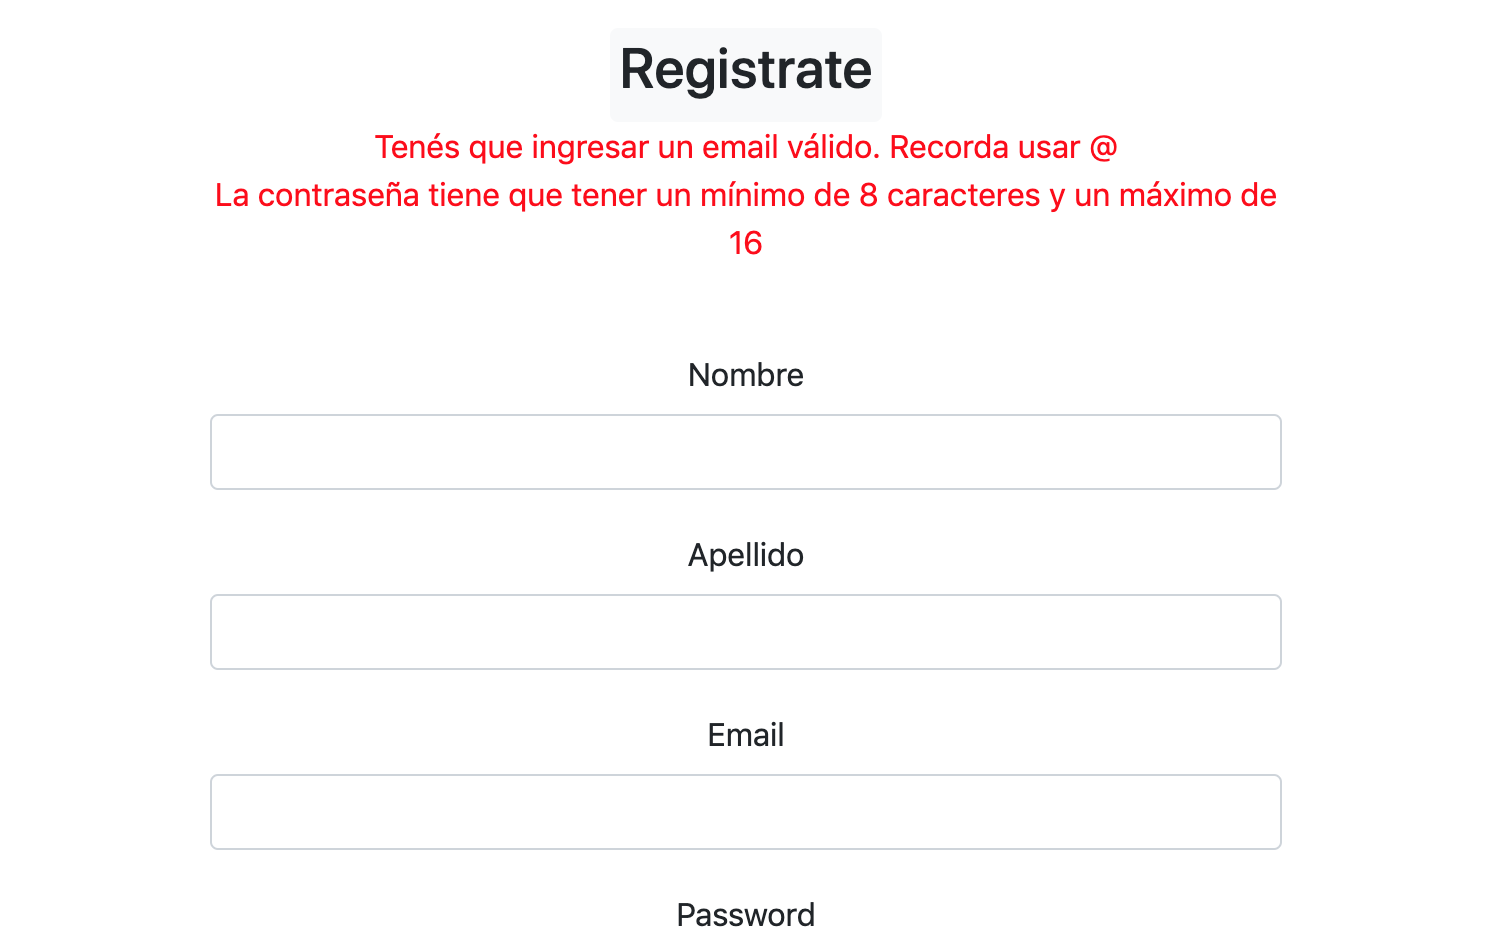 Registrate
Tenés que ingresar un email válido. Recorda usar @
La contraseña tiene que tener un mínimo de 8 caracteres y un máximo de
16
Nombre
Apellido
Email
Password